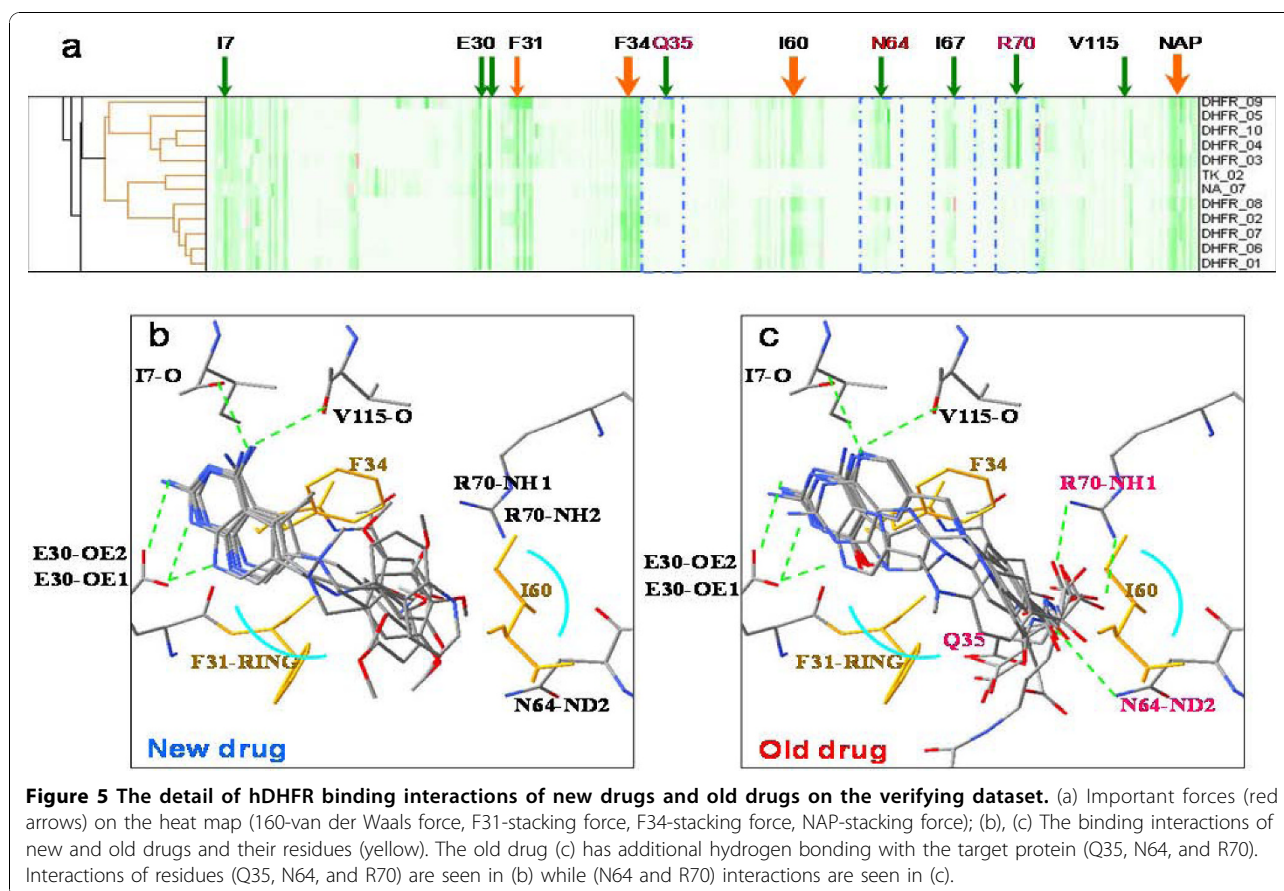 a
I7 E30 F31 F34 Q35 I60 N64 I67 R70 V115 NAP
DHFR_09
DHFR_05
DHFR_10
DHFR_04
DHFR_03
TK_02
NA_07
DHFR_08
DHFR_02
DHFR_07
DHFR_06
DHFR_01
b
I7-O
V115-O
F34
R70-NH1
R70-NH2
E30-OE2
E30-OE1
I60
F31-RING
N64-ND2
New drug
c
I7-O
V115-O
F34
R70-NH1
E30-OE2
E30-OE1
I60
Q35
F31-RING
N64-ND2
Old drug
Figure 5 The detail of hDHFR binding interactions of new drugs and old drugs on the verifying dataset. (a) Important forces (red
arrows) on the heat map (160-van der Waals force, F31-stacking force, F34-stacking force, NAP-stacking force); (b), (c) The binding interactions of
new and old drugs and their residues (yellow). The old drug (c) has additional hydrogen bonding with the target protein (Q35, N64, and R70).
Interactions of residues (Q35, N64, and R70) are seen in (b) while (N64 and R70) interactions are seen in (c).